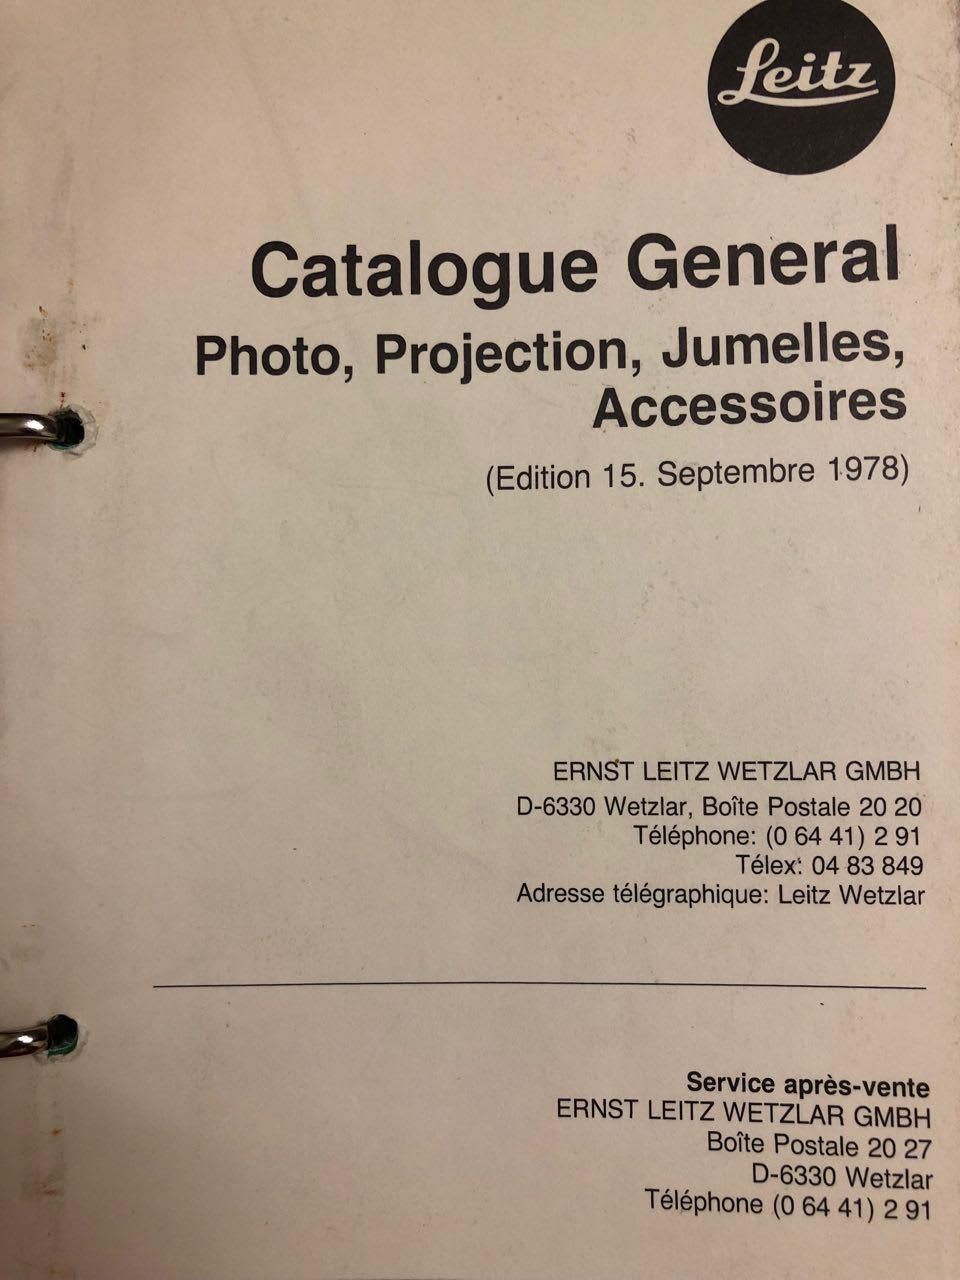 Leitz
Catalogue General
Photo, Projection, Jumelles,
Accessoires
(Edition 15. Septembre 1978)
ERNST LEITZ WETZLAR GMBH
D-6330 Wetzlar, Boîte Postale 20 20
Téléphone: (0 64 41) 2 91
Télex: 04 83 849
Adresse télégraphique: Leitz Wetzlar
Service après-vente
ERNST LEITZ WETZLAR GMBH
Boîte Postale 20 27
D-6330 Wetzlar
Téléphone (0 64 41) 2 91